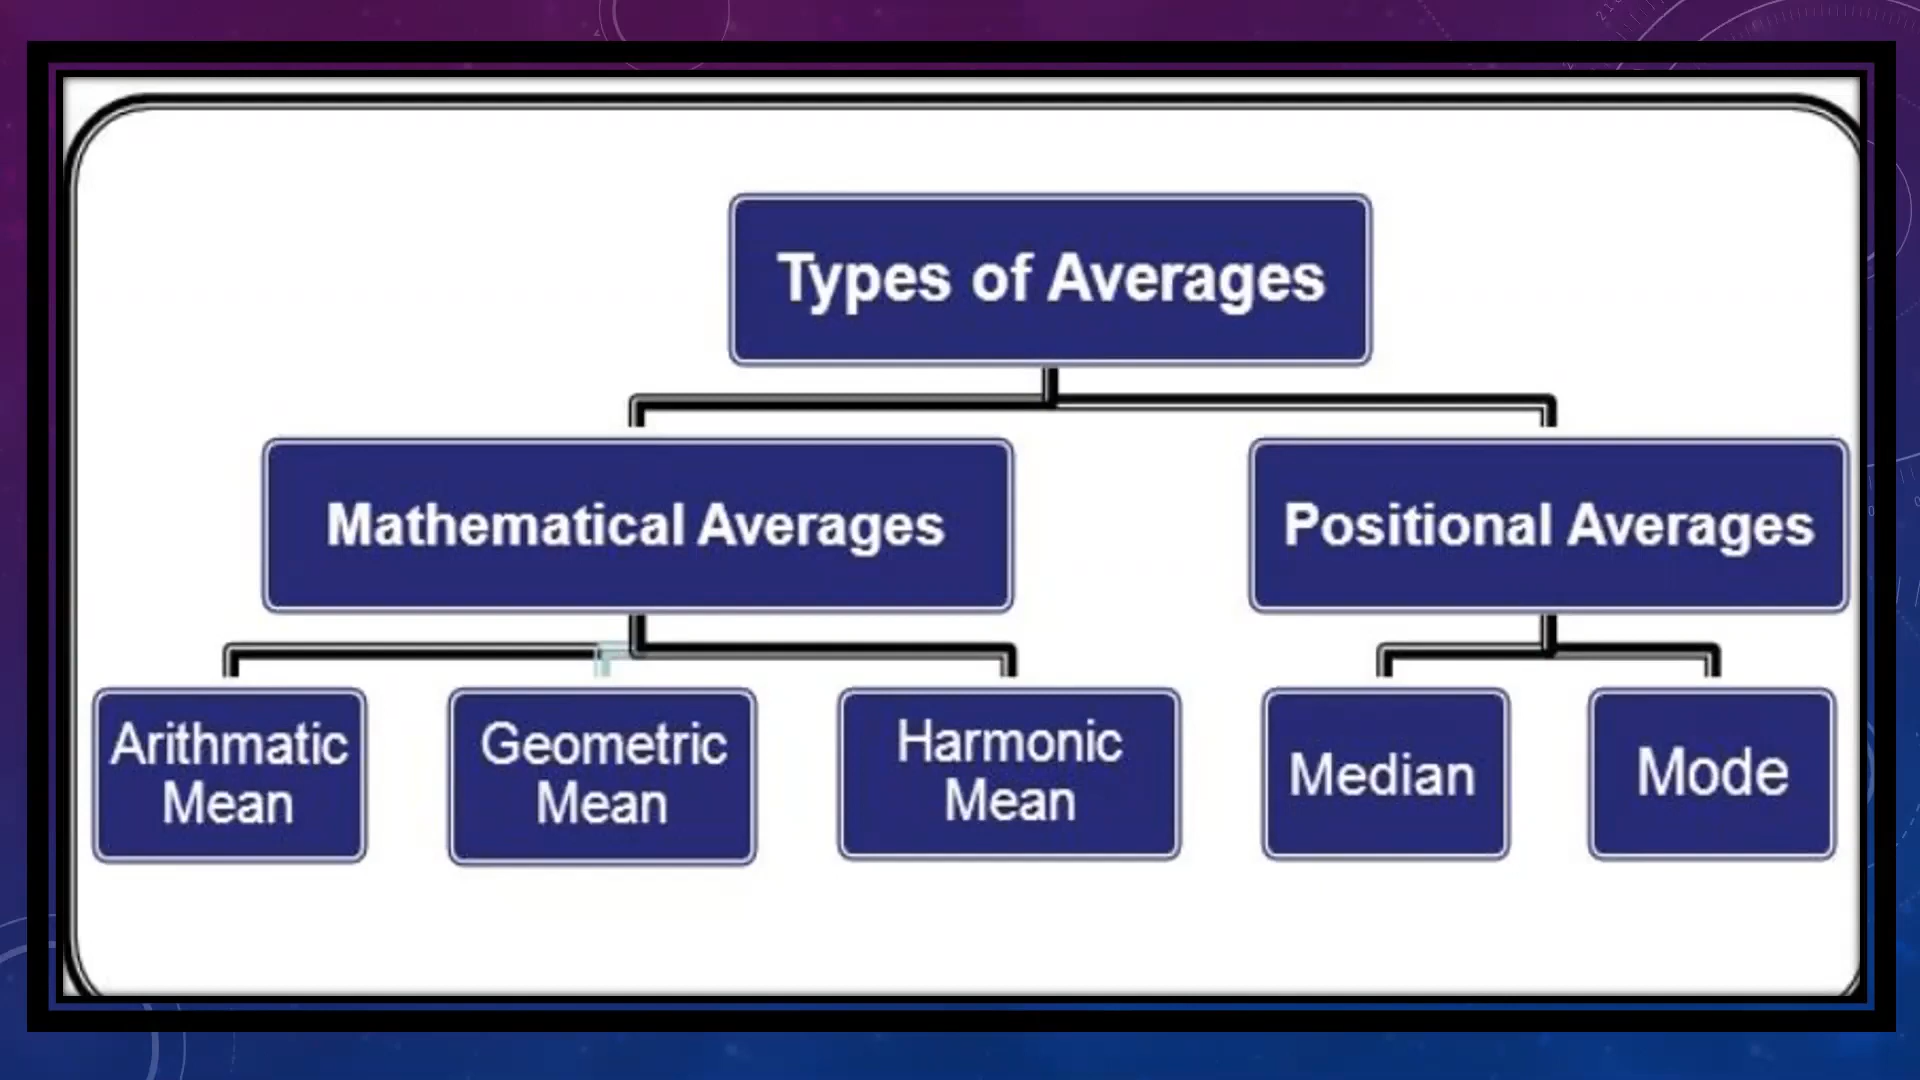 Types of Averages
Mathematical Averages
Positional Averages
Arithmatic
Mean
Geometric
Mean
Harmonic
Mean
Median
Mode